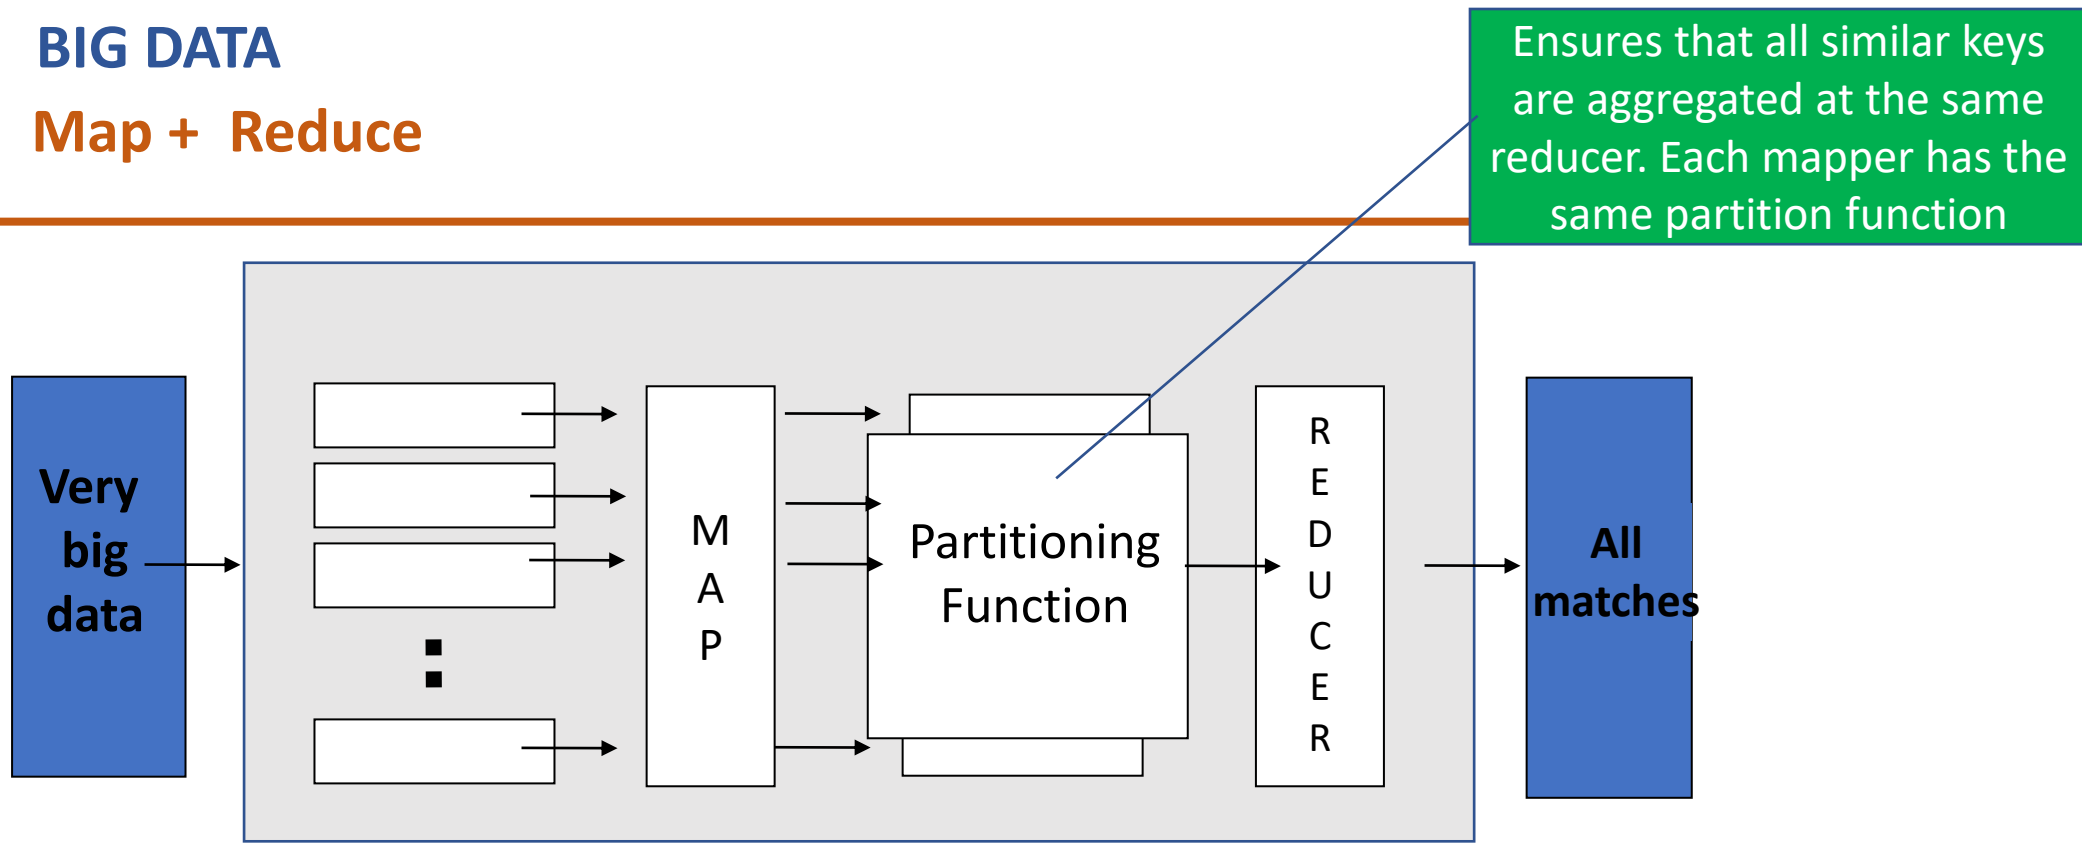 BIG DATA
Map + Reduce
Ensures that all similar keys
are aggregated at the same
reducer. Each mapper has the
same partition function
Very
big
data
M
A
P
Partitioning
Function
R
E
D
U
C
E
R
All
matches